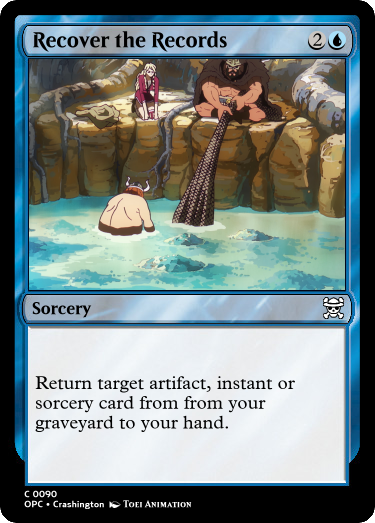 Recover the Records 2
Sorcery
Return target artifact, instant or
sorcery card from from your
graveyard to your hand.
C 0090
OPC • Crashington TOEI ANIMATION